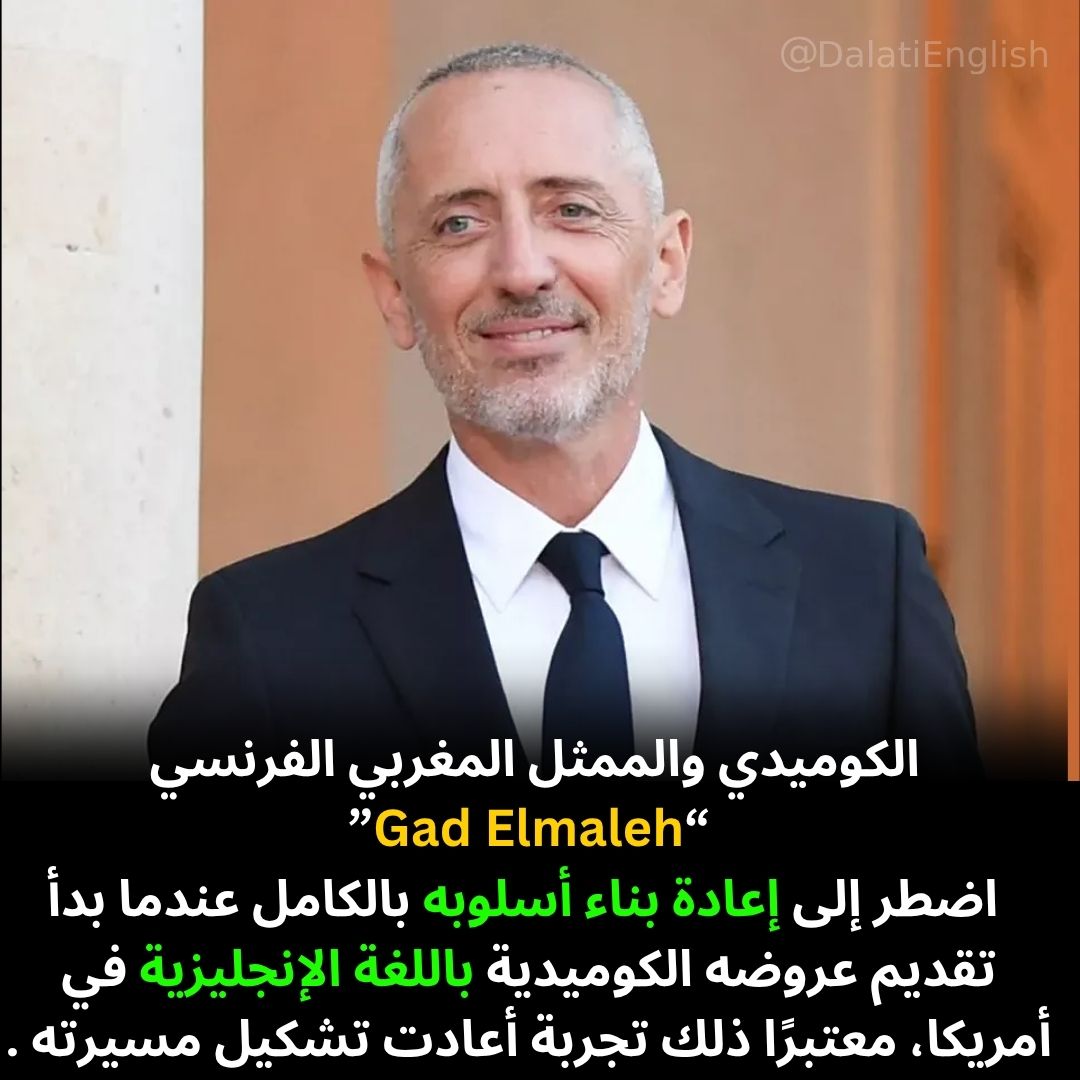 @DalatiEnglish
الكوميدي والممثل المغربي الفرنسي
“Gad Elmaleh”
اضطر إلى إعادة بناء أسلوبه بالكامل عندما بدأ
تقديم عروضه الكوميدية باللغة الإنجليزية في
أمريكا، معتبرًا ذلك تجربة أعادت تشكيل مسيرته .